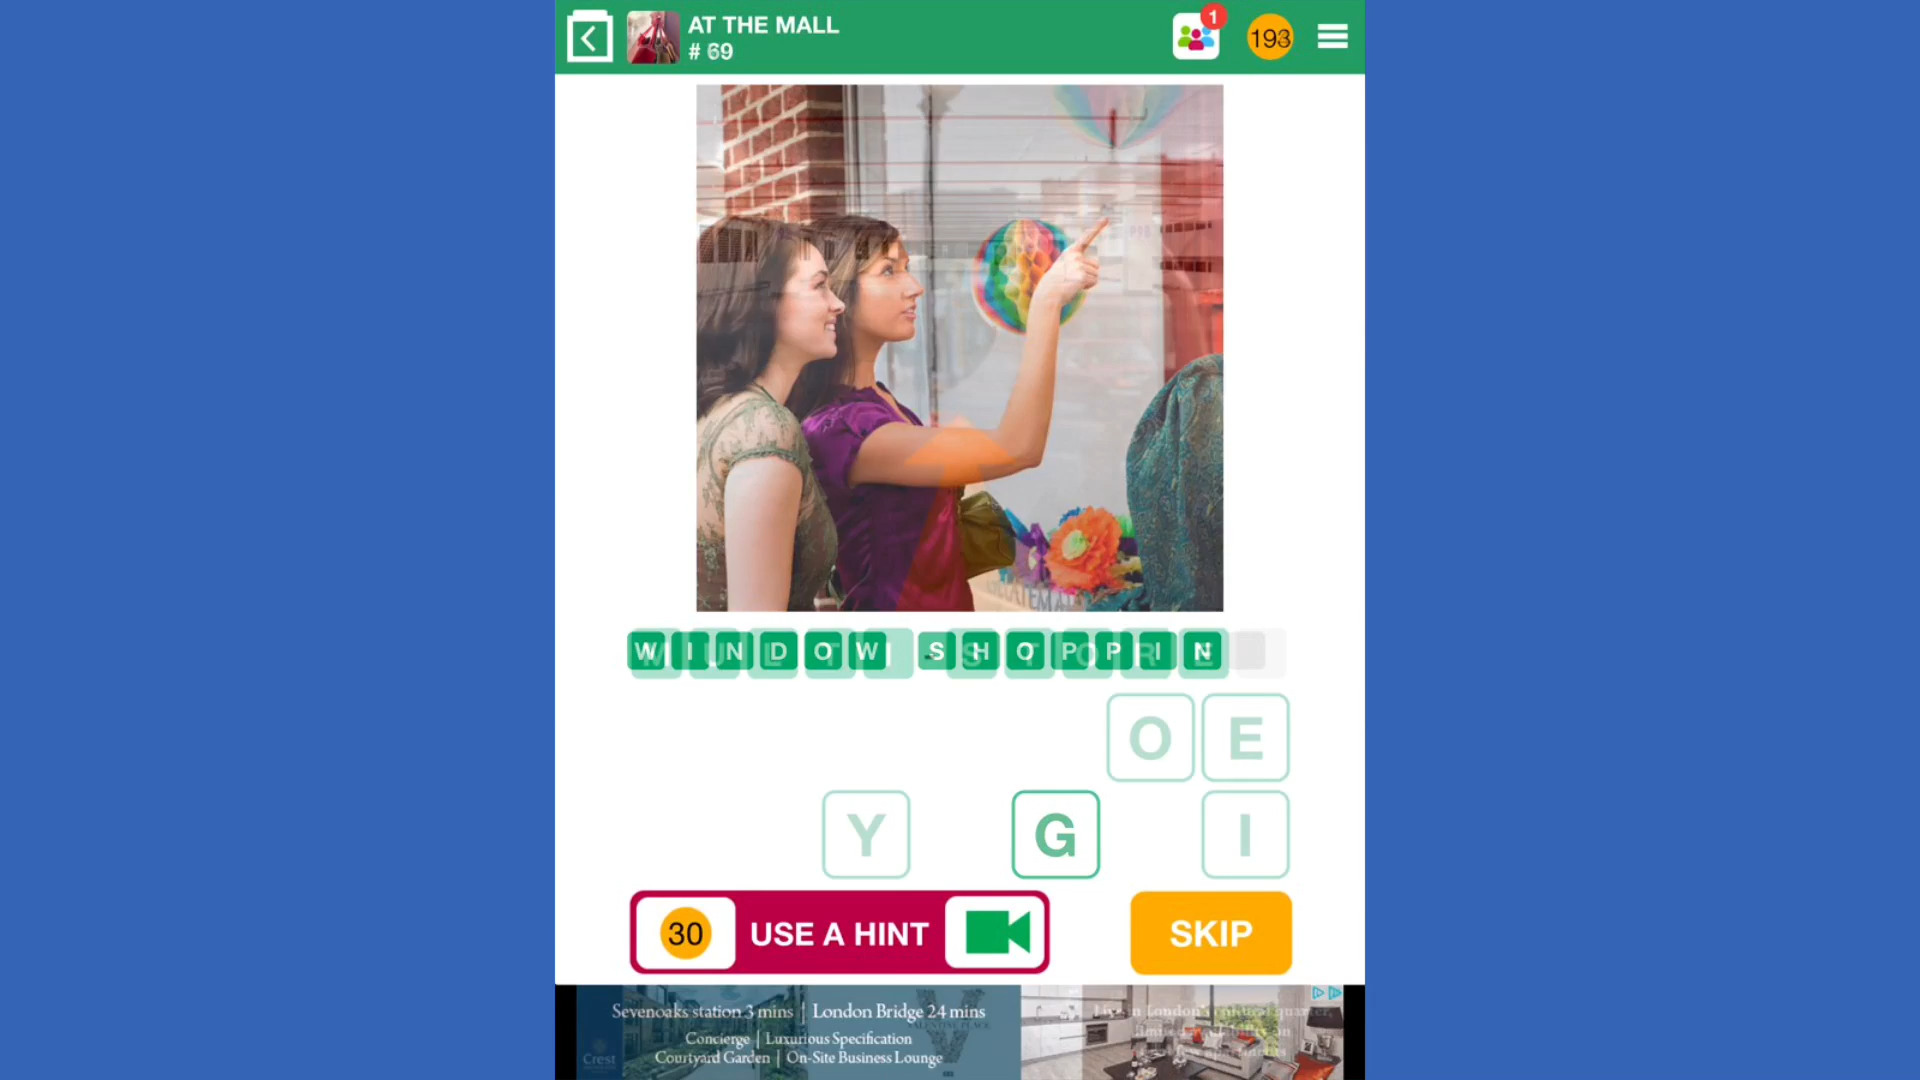 AT THE MALL
1
# 69
193
WINDOW SHOPPIN
O E
Y G I
30 USE A HINT
SKIP
Sevenoaks station 3 mins | London Bridge 24 mins
Concierge | Luxurious Specification
Courtyard Garden | On-Site Business Lounge
Crest